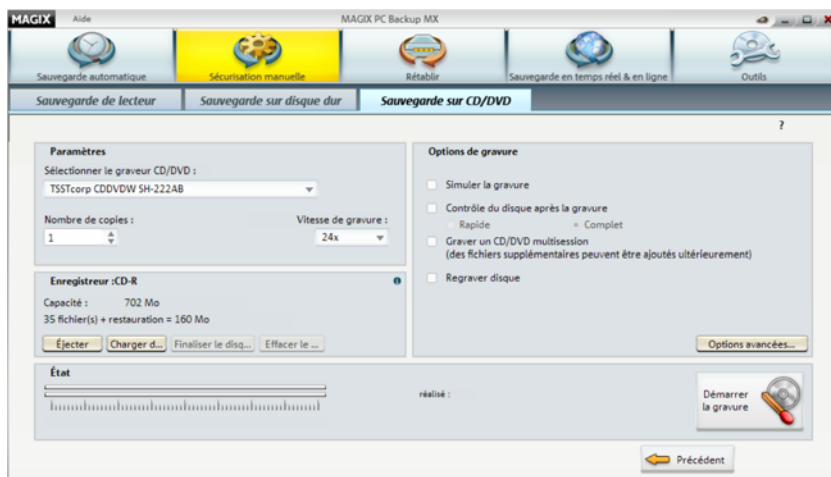 MAGIX Aide MAGIX PC Backup MX
Sauvegarde automatique Sécurisation manuelle Rétablir Sauvegarde en temps réel & en ligne Outils
Sauvegarde de lecteur Sauvegarde sur disque dur Sauvegarde sur CD/DVD
?
Paramètres
Sélectionner le graveur CD/DVD :
TSSTcorp CDDVDW SH-222AB
Nombre de copies : Vitesse de gravure :
1 24x
Enregistreur :CD-R
Capacité : 702 Mo
35 fichier(s) + restauration = 160 Mo
Éjecter Charger d... Finaliser le disq... Effacer le ...
Options de gravure
Simuler la gravure
Contrôle du disque après la gravure
Rapide Complet
Graver un CD/DVD multisession
(des fichiers supplémentaires peuvent être ajoutés ultérieurement)
Regraver disque
Options avancées...
État
réalisé :
Démarrer
la gravure
Précédent